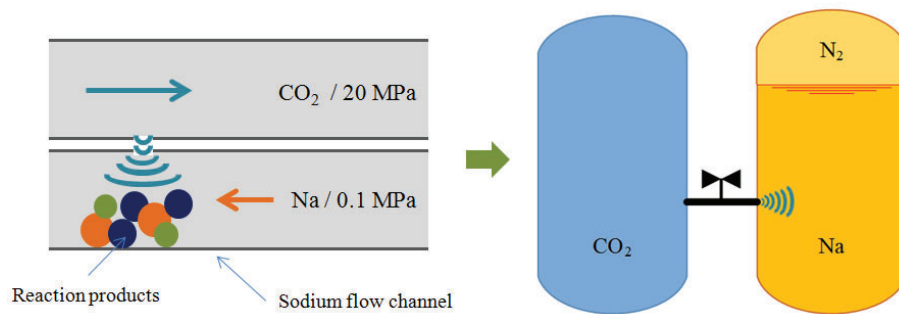 CO₂ / 20 MPa
Na / 0.1 MPa
Reaction products
Sodium flow channel
N₂
CO₂
Na